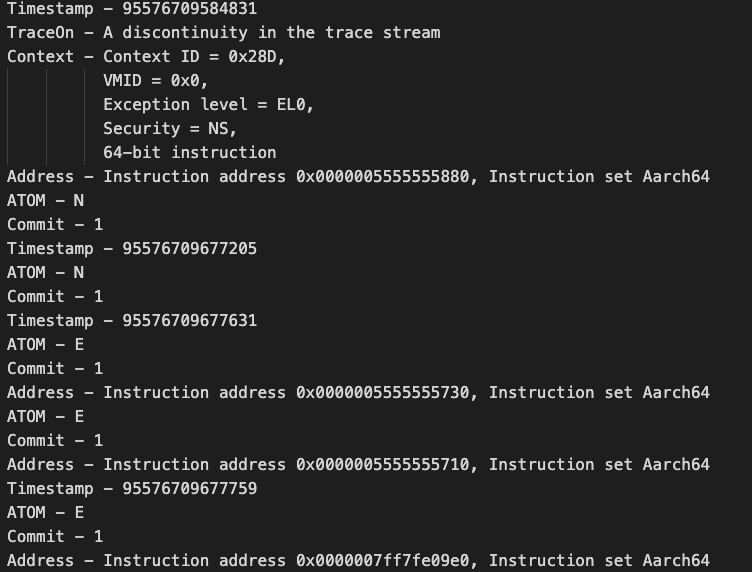 Timestamp – 95576709584831
TraceOn – A discontinuity in the trace stream
Context – Context ID = 0x28D,
VMID = 0x0,
Exception level = EL0,
Security = NS,
64-bit instruction
Address – Instruction address 0x0000005555555880, Instruction set Aarch64
ATOM – N
Commit – 1
Timestamp – 95576709677205
ATOM – N
Commit – 1
Timestamp – 95576709677631
ATOM – E
Commit – 1
Address – Instruction address 0x0000005555555730, Instruction set Aarch64
ATOM – E
Commit – 1
Address – Instruction address 0x0000005555555710, Instruction set Aarch64
Timestamp – 95576709677759
ATOM – E
Commit – 1
Address – Instruction address 0x0000007ff7fe09e0, Instruction set Aarch64